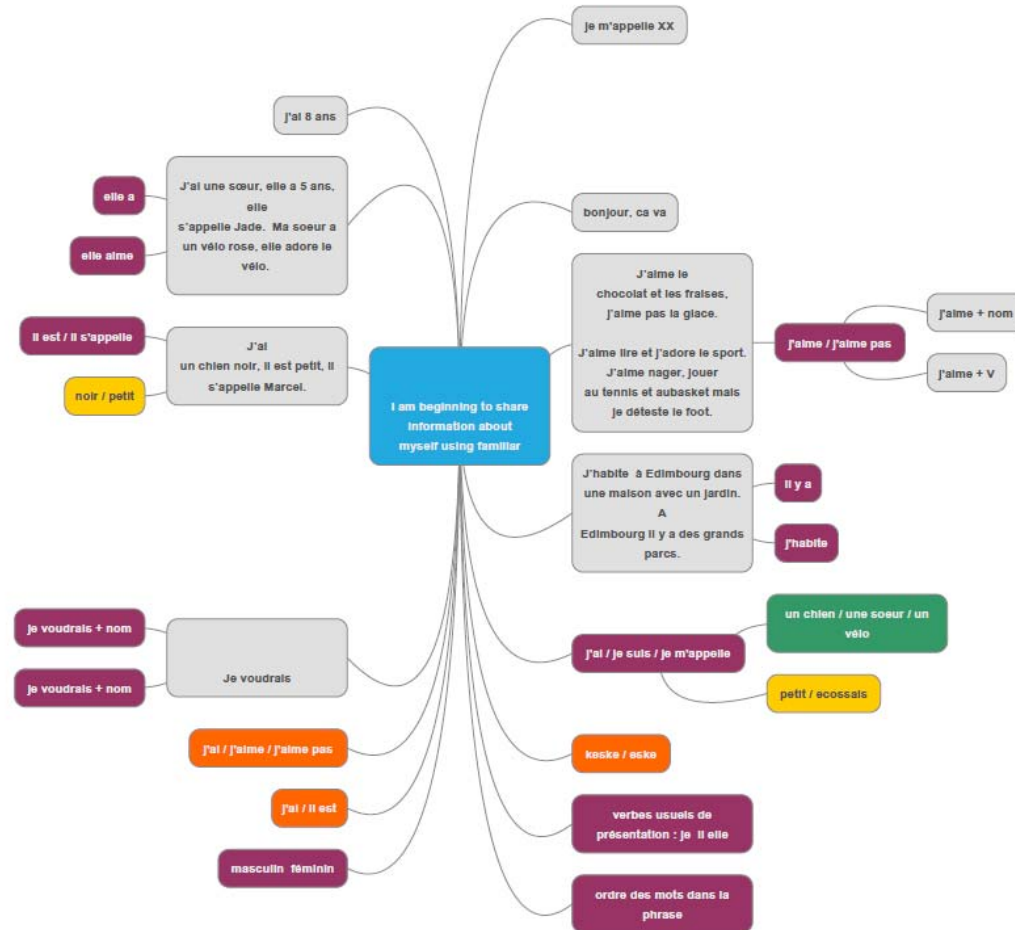 je m'appelle XX
j'ai 8 ans
J'ai une sœur, elle a 5 ans,
elle
s'appelle Jade. Ma soeur a
un vélo rose, elle adore le
vélo.
elle a
elle aime
bonjour, ca va
J'aime le
chocolat et les fraises,
j'aime pas la glace.
J'aime lire et j'adore le sport.
J'aime nager, jouer
au tennis et aubasket mais
je déteste le foot.
j'aime / j'aime pas
j'aime + nom
j'aime + V
il est / il s'appelle
noir / petit
J'ai
un chien noir, il est petit, il
s'appelle Marcel.
I am beginning to share
information about
myself using familiar
J'habite à Edimbourg dans
une maison avec un jardin.
A
Edimbourg il y a des grands
parcs.
il y a
j'habite
je voudrais + nom
je voudrais + nom
Je voudrais
j'ai / je suis / je m'appelle
un chien / une soeur / un
vélo
petit / ecossais
j'ai / j'aime / j'aime pas
keske / eske
j'ai / il est
verbes usuels de
présentation : je il elle
masculin féminin
ordre des mots dans la
phrase